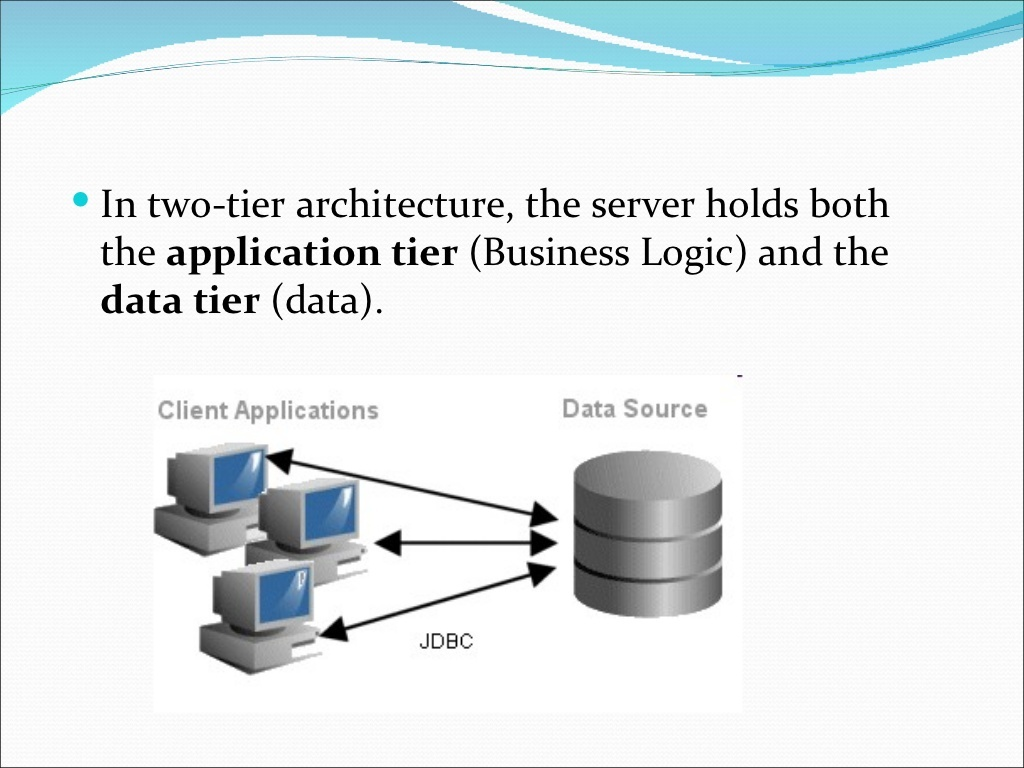 In two-tier architecture, the server holds both
the application tier (Business Logic) and the
data tier (data).
Client Applications
Data Source
JDBC